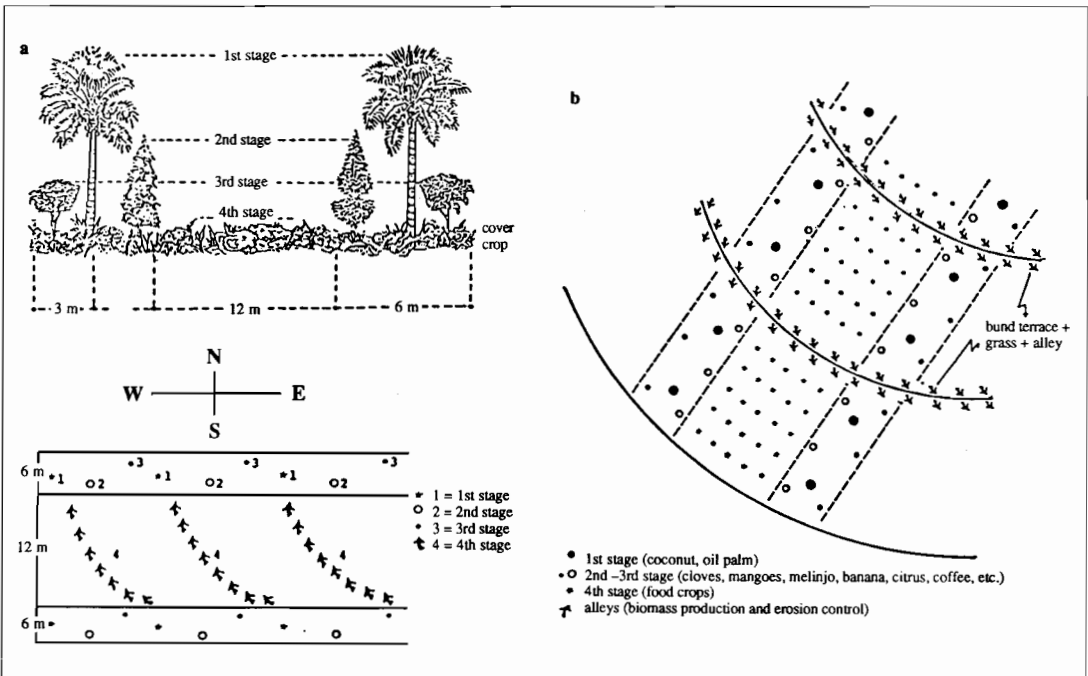 a
1st stage
2nd stage
3rd stage
4th stage
cover
crop
3 m
12 m
6 m
N
W E
S
6 m
1 2 3 1 2 3 1 2 3
12 m
4 4 4
6 m
1 = 1st stage
2 = 2nd stage
3 = 3rd stage
4 = 4th stage
b
bund terrace +
grass + alley
1st stage (coconut, oil palm)
2nd –3rd stage (cloves, mangoes, melinjo, banana, citrus, coffee, etc.)
4th stage (food crops)
alleys (biomass production and erosion control)